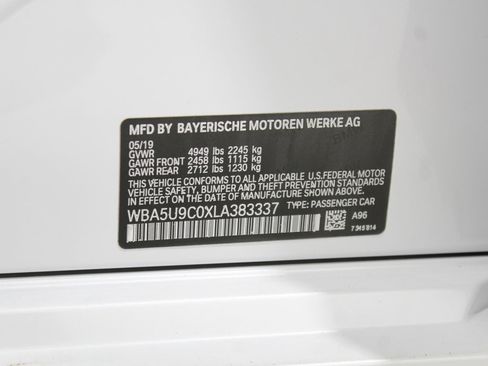 MFD BY BAYERISCHE MOTOREN WERKE AG
05/19
GVWR 4949 lbs 2245 kg
GAWR FRONT 2458 lbs 1115 kg
GAWR REAR 2712 lbs 1230 kg
THIS VEHICLE CONFORMS TO ALL APPLICABLE U.S.FEDERAL MOTOR
VEHICLE SAFETY, BUMPER, AND THEFT PREVENTION STANDARDS
IN EFFECT ON THE DATE OF MANUFACTURE SHOWN ABOVE.
WBA5U9C0XLA383337 TYPE: PASSENGER CAR
A96
7 345 814